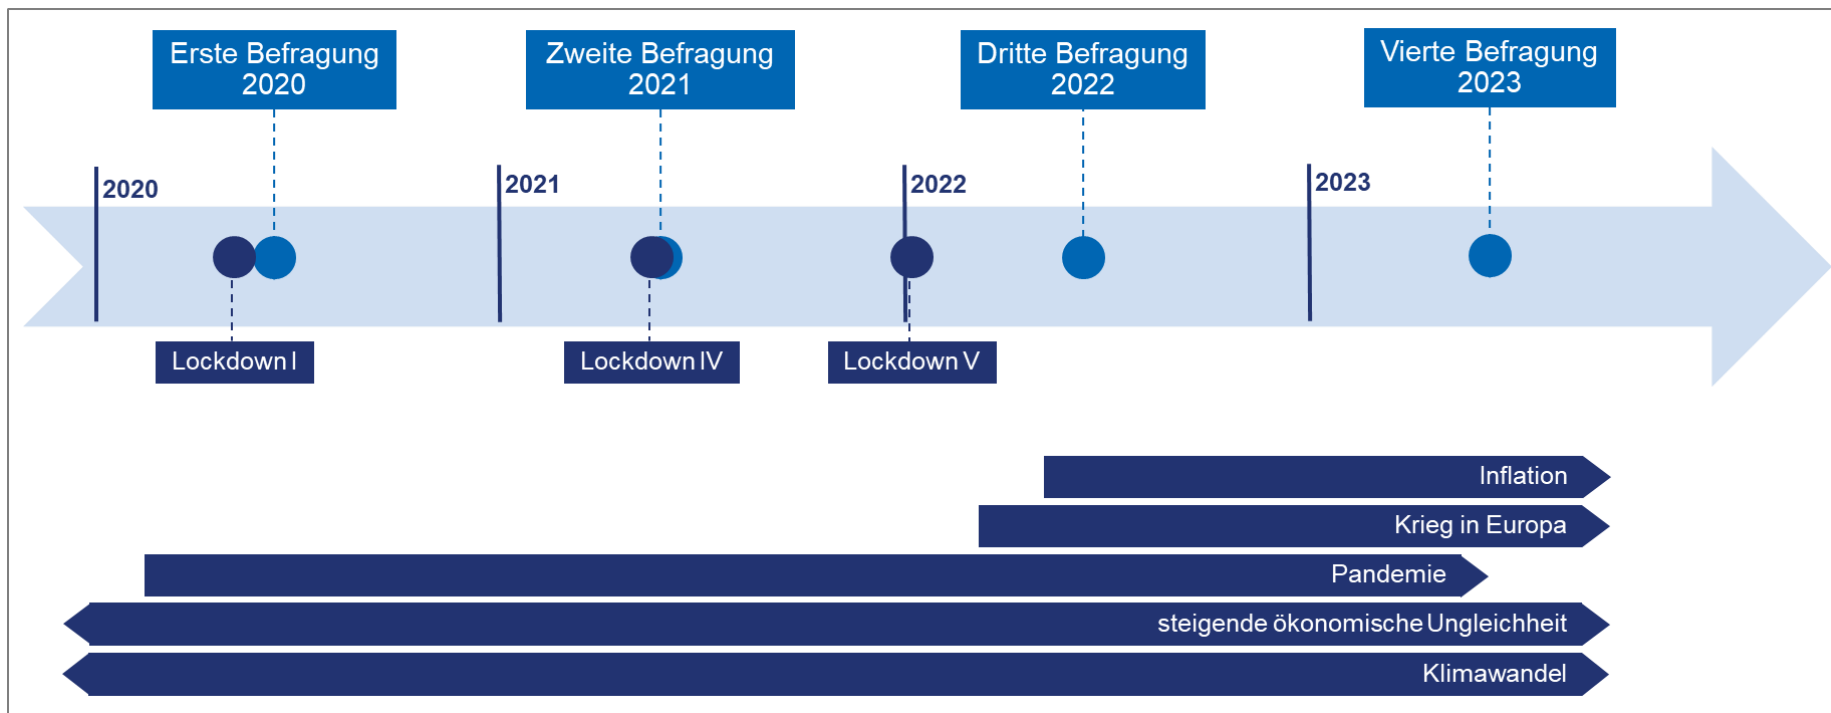 Erste Befragung
2020
Zweite Befragung
2021
Dritte Befragung
2022
Vierte Befragung
2023
2020
2021
2022
2023
Lockdown I
Lockdown IV
Lockdown V
Inflation
Krieg in Europa
Pandemie
steigende ökonomische Ungleichheit
Klimawandel